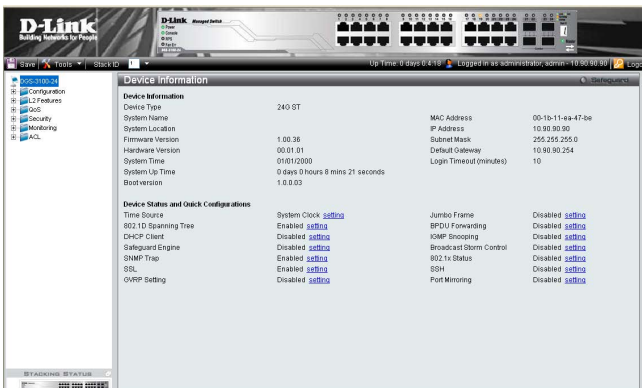 D-Link
Building Networks for People
D-Link Managed Switch
Power
Console
RPS
Save Tools Stack ID 1
Up Time: 0 days 0:4:18 Logged in as administrator, admin - 10.90.90.90 Logo
DGS-3100-24
Configuration
L2 Features
QoS
Security
Monitoring
ACL
Device Information
Safeguard
Device Information
Device Type 24G ST
System Name MAC Address 00-1b-11-ea-47-be
System Location IP Address 10.90.90.90
Firmware Version 1.00.36 Subnet Mask 255.255.255.0
Hardware Version 00.01.01 Default Gateway 10.90.90.254
System Time 01/01/2000 Login Timeout (minutes) 10
System Up Time 0 days 0 hours 8 mins 21 seconds
Boot version 1.0.0.03
Device Status and Quick Configurations
Time Source System Clock setting Jumbo Frame Disabled setting
802.1D Spanning Tree Enabled setting BPDU Forwarding Disabled setting
DHCP Client Disabled setting IGMP Snooping Disabled setting
Safeguard Engine Disabled setting Broadcast Storm Control Disabled setting
SNMP Trap Enabled setting 802.1x Status Disabled setting
SSL Enabled setting SSH Disabled setting
GVRP Setting Disabled setting Port Mirroring Disabled setting
STACKING STATUS